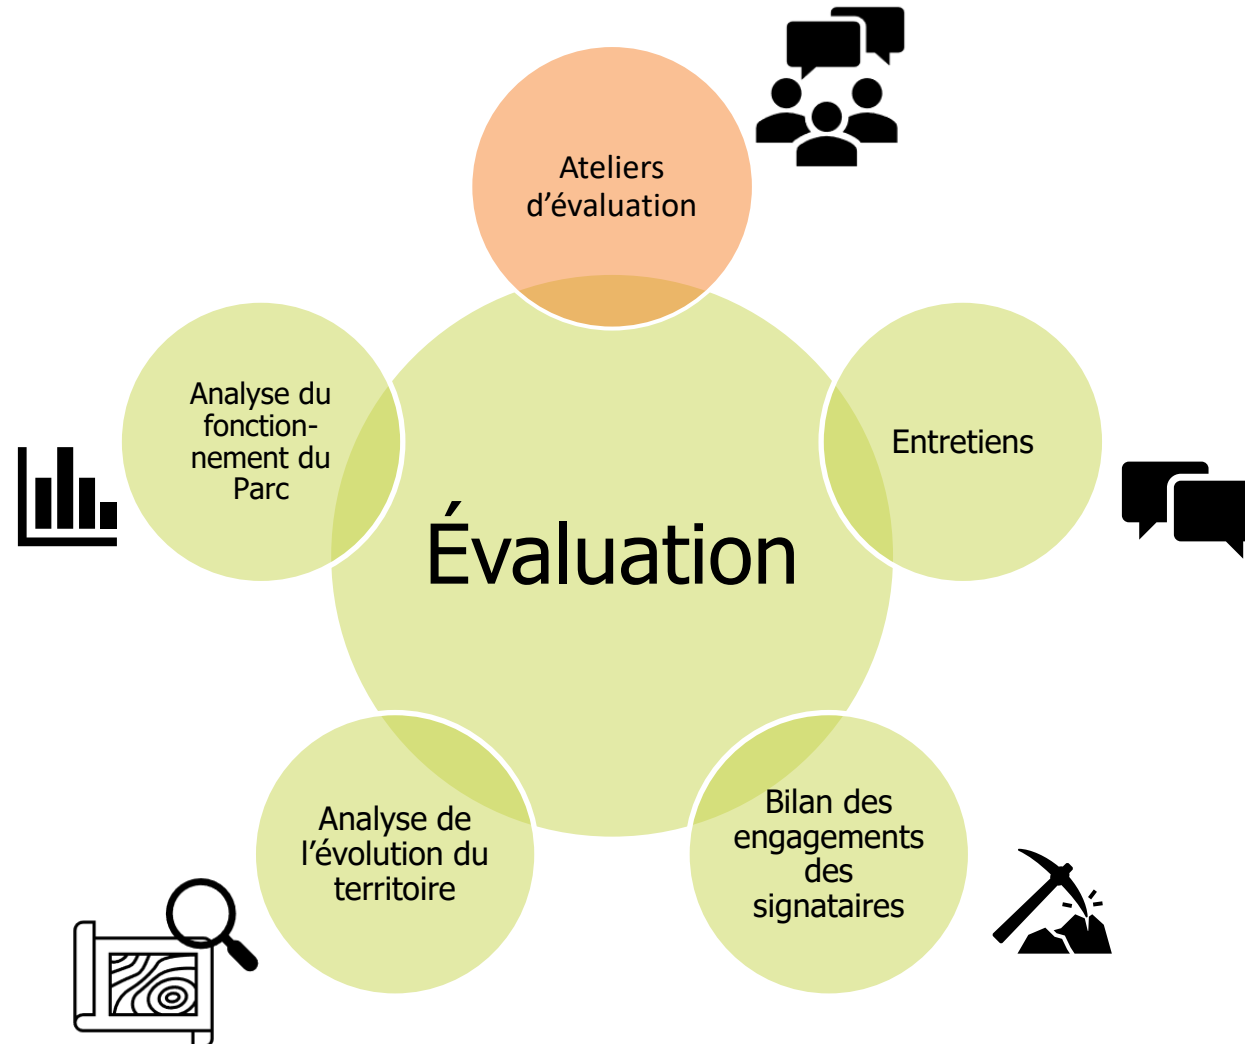 Ateliers
d’évaluation
Analyse du
fonction-
nement du
Parc
Entretiens
Évaluation
Analyse de
l’évolution du
territoire
Bilan des
engagements
des
signataires